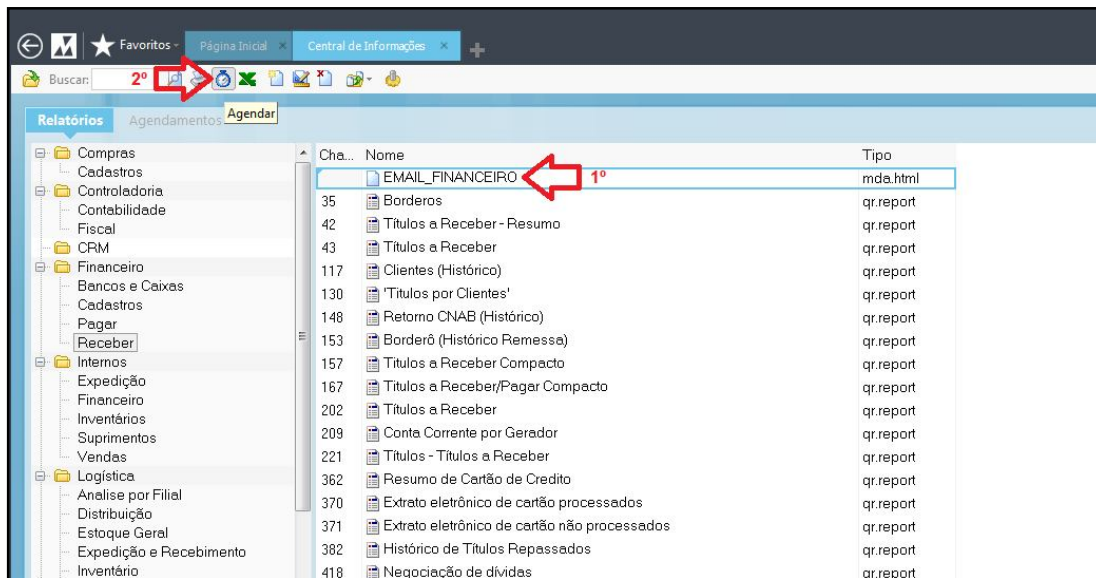 Favoritos
Página Inicial
Central de Informações
Buscar:
2º
Agendar
Relatórios
Agendamentos
Compras
Cadastros
Controladoria
Contabilidade
Fiscal
CRM
Financeiro
Bancos e Caixas
Cadastros
Pagar
Receber
Internos
Expedição
Financeiro
Inventários
Suprimentos
Vendas
Logística
Analise por Filial
Distribuição
Estoque Geral
Expedição e Recebimento
Inventário
Cha... Nome Tipo
EMAIL_FINANCEIRO 1º mda.html
35 Borderos qr.report
42 Títulos a Receber - Resumo qr.report
43 Títulos a Receber qr.report
117 Clientes (Histórico) qr.report
130 'Titulos por Clientes' qr.report
148 Retorno CNAB (Histórico) qr.report
153 Borderô (Histórico Remessa) qr.report
157 Titulos a Receber Compacto qr.report
167 Titulos a Receber/Pagar Compacto qr.report
202 Títulos a Receber qr.report
209 Conta Corrente por Gerador qr.report
221 Títulos - Títulos a Receber qr.report
362 Resumo de Cartão de Credito qr.report
370 Extrato eletrônico de cartão processados qr.report
371 Extrato eletrônico de cartão não processados qr.report
382 Histórico de Títulos Repassados qr.report
418 Negociação de dívidas qr.report